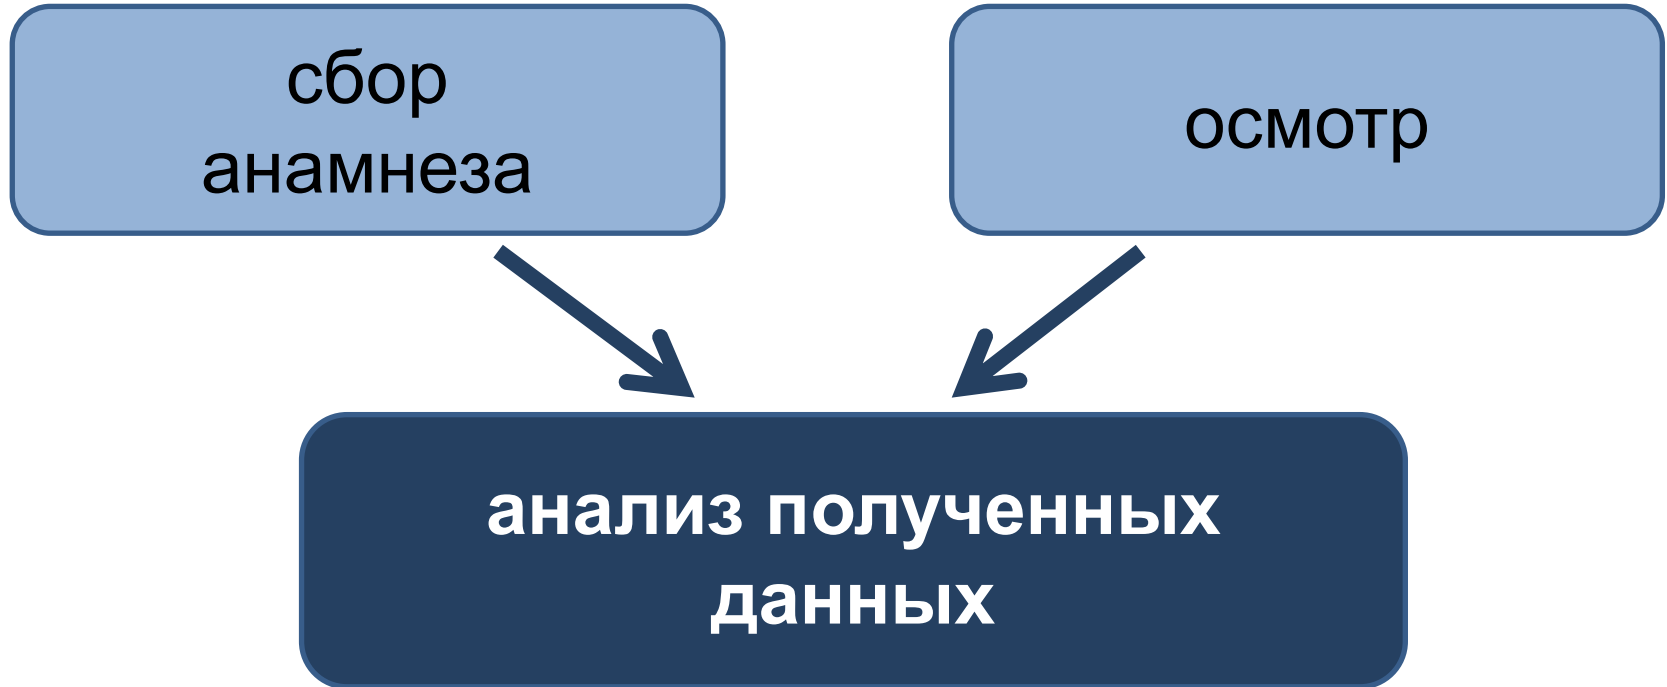 сбор
анамнеза
осмотр
анализ полученных
данных